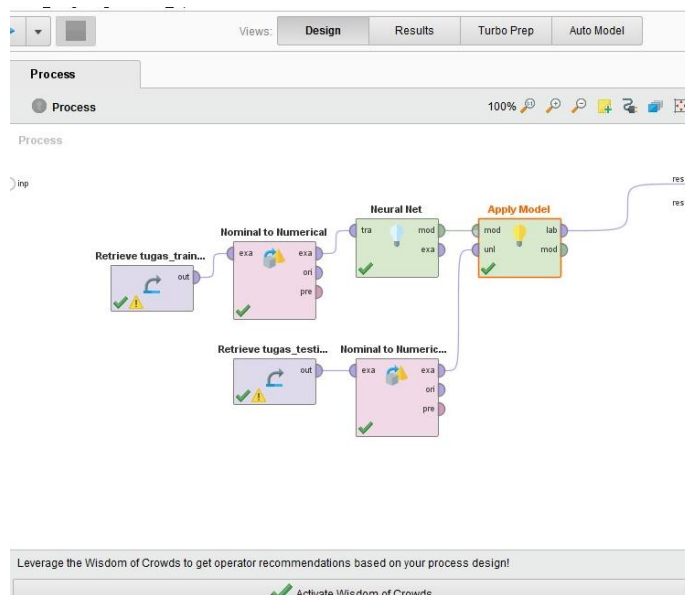 Views: Design Results Turbo Prep Auto Model
Process
Process
100%
Process
inp
res
res
Neural Net
tra mod
exa
Apply Model
mod lab
unl mod
Nominal to Numerical
exa exa
ori
pre
Retrieve tugas_train...
out
Retrieve tugas_testi...
out
Nominal to Numeric...
exa exa
ori
pre
Leverage the Wisdom of Crowds to get operator recommendations based on your process design!
Activate Wisdom of Crowds